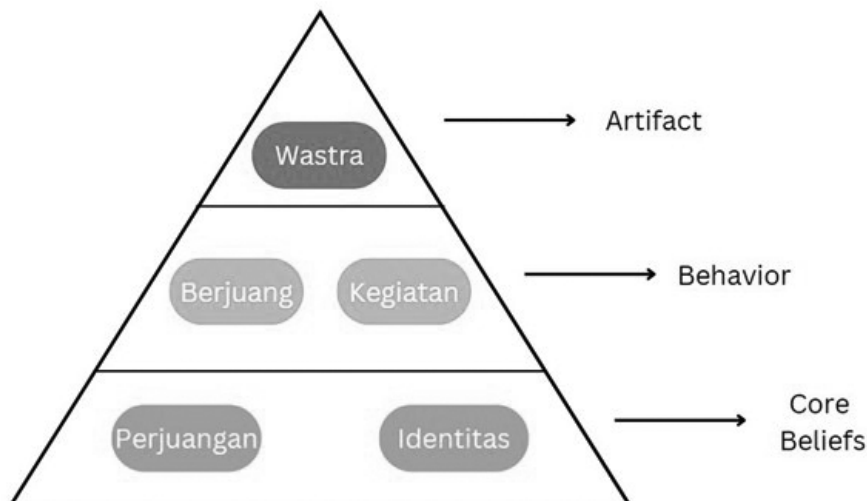 Wastra
Artifact
Berjuang
Kegiatan
Behavior
Perjuangan
Identitas
Core
Beliefs